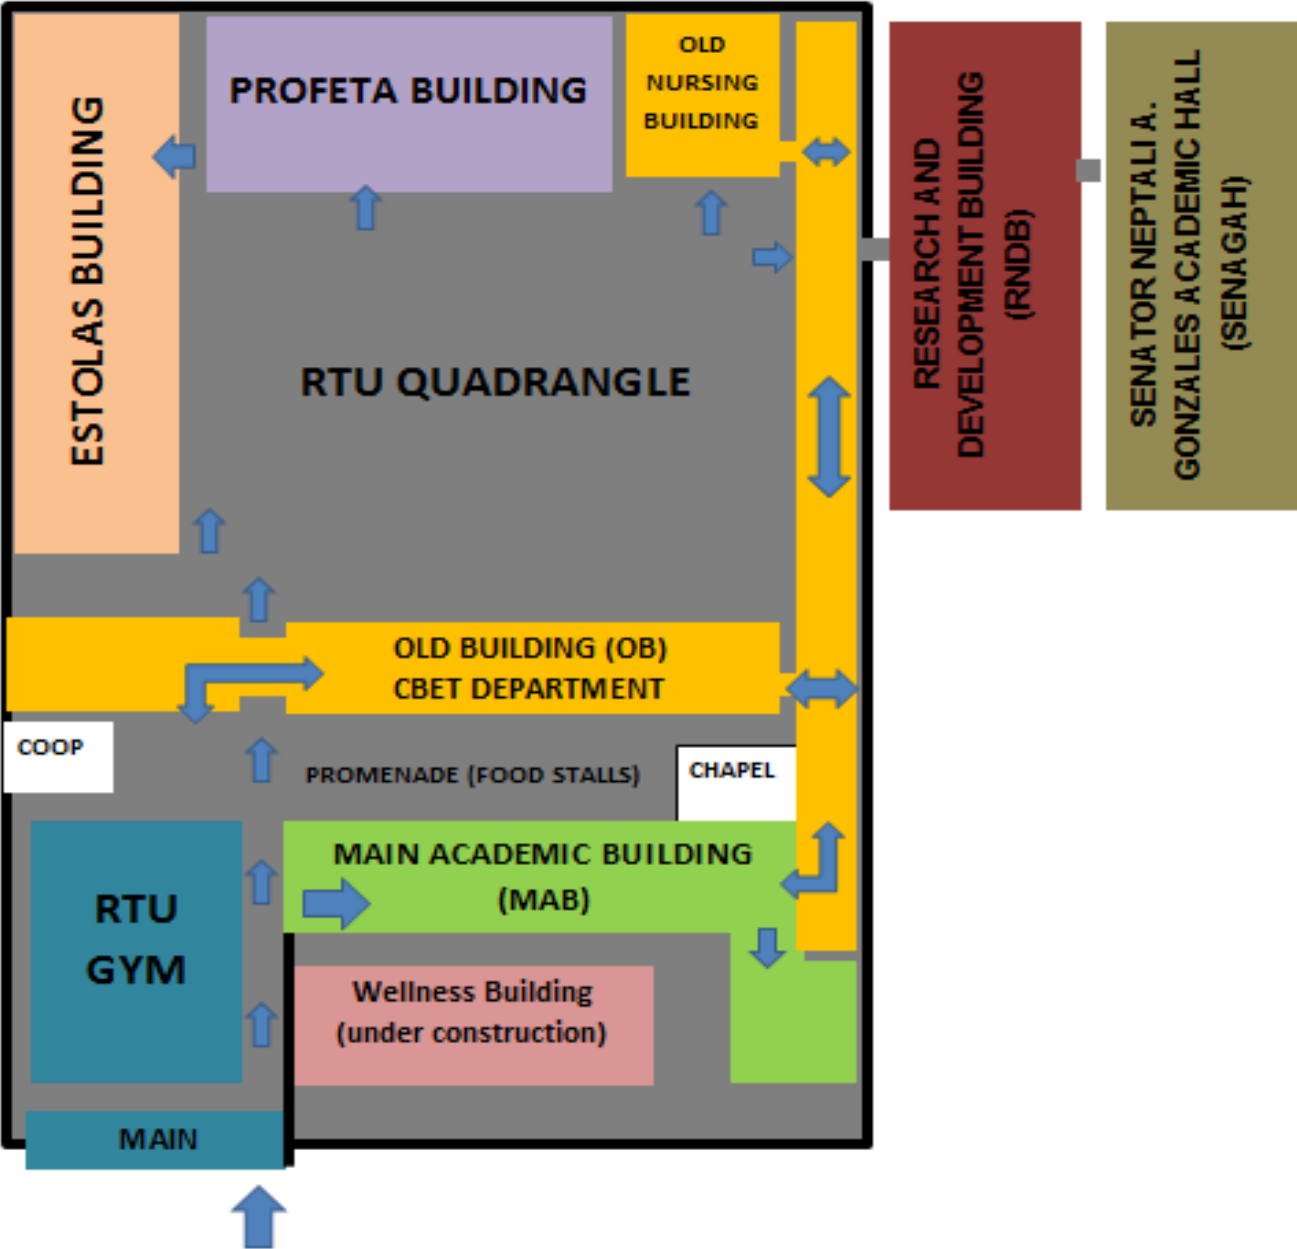 PROFETA BUILDING
OLD
NURSING
BUILDING
ESTOLAS BUILDING
RESEARCH AND
DEVELOPMENT BUILDING
(RNDB)
SENATOR NEPTALI A.
GONZALES ACADEMIC HALL
(SENAGAH)
RTU QUADRANGLE
OLD BUILDING (OB)
CBET DEPARTMENT
COOP
PROMENADE (FOOD STALLS)
CHAPEL
MAIN ACADEMIC BUILDING
(MAB)
RTU
GYM
Wellness Building
(under construction)
MAIN